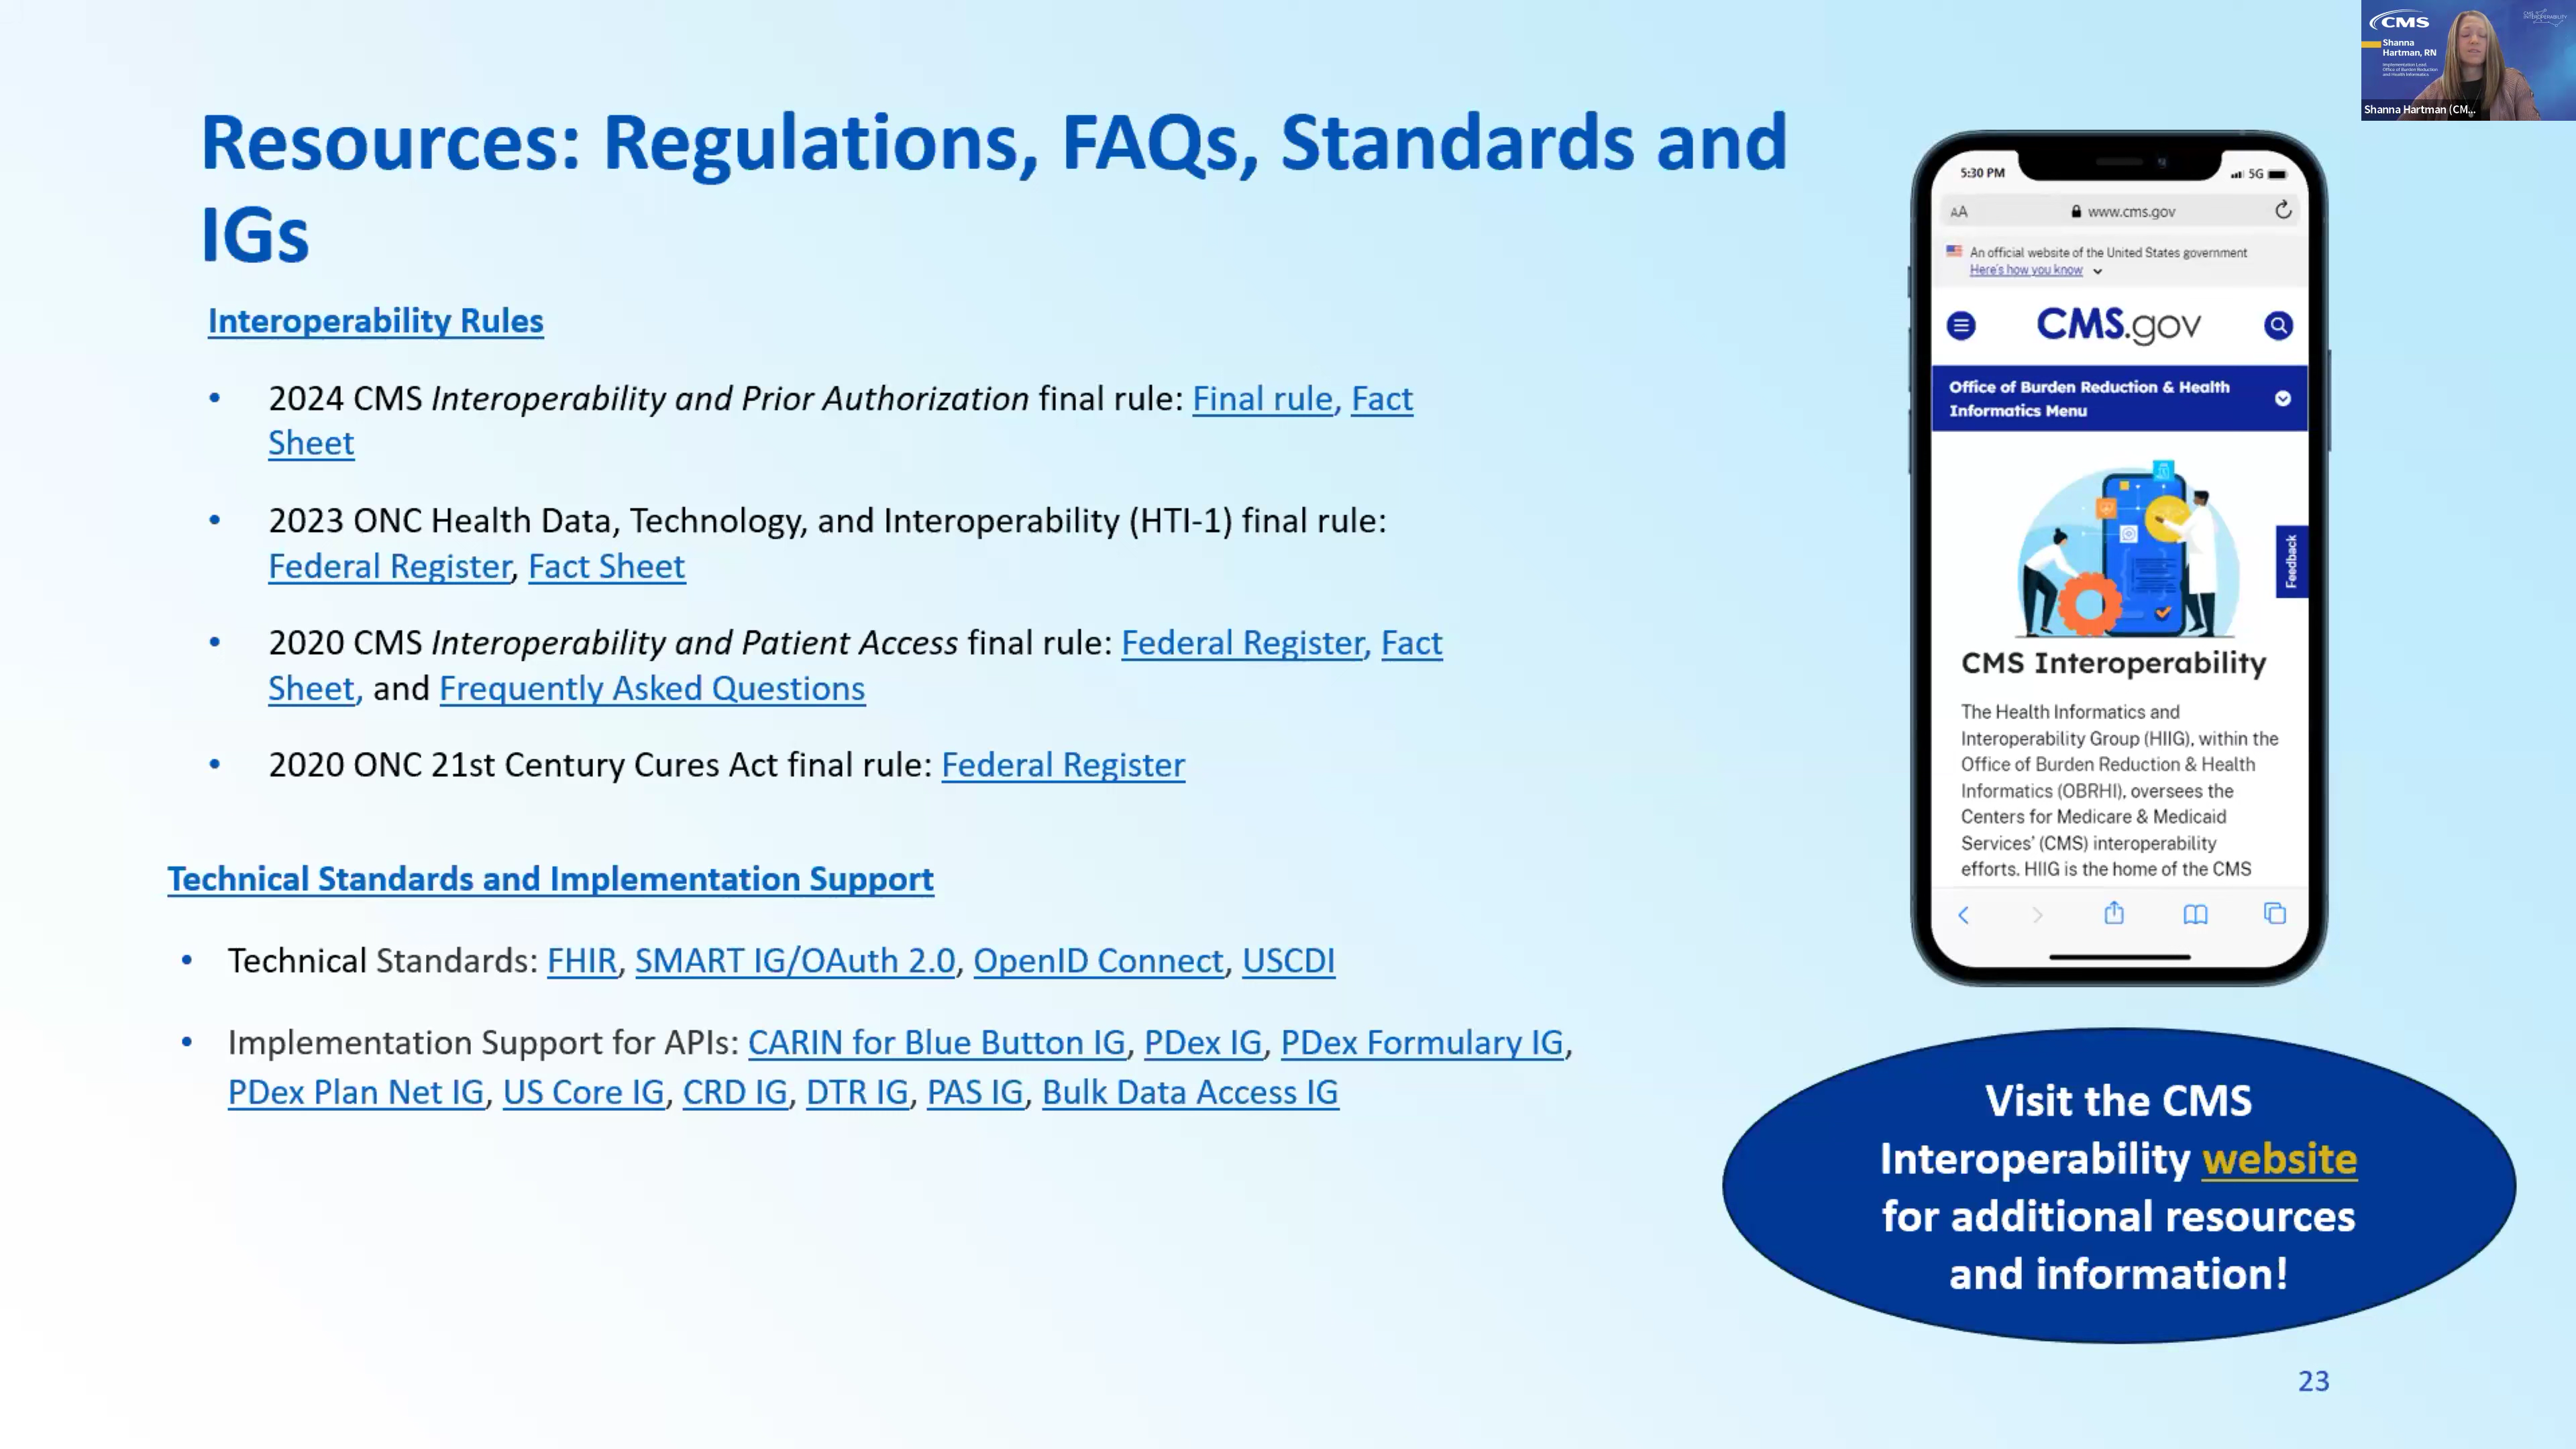 Resources: Regulations, FAQs, Standards and
IGs
Interoperability Rules
• 2024 CMS Interoperability and Prior Authorization final rule: Final rule, Fact
Sheet
• 2023 ONC Health Data, Technology, and Interoperability (HTI-1) final rule:
Federal Register, Fact Sheet
• 2020 CMS Interoperability and Patient Access final rule: Federal Register, Fact
Sheet, and Frequently Asked Questions
• 2020 ONC 21st Century Cures Act final rule: Federal Register
Technical Standards and Implementation Support
• Technical Standards: FHIR, SMART IG/OAuth 2.0, OpenID Connect, USCDI
• Implementation Support for APIs: CARIN for Blue Button IG, PDex IG, PDex Formulary IG,
PDex Plan Net IG, US Core IG, CRD IG, DTR IG, PAS IG, Bulk Data Access IG
CMS
Shanna
Hartman, RN
Implementation Lead,
Office of Burden Reduction
and Health Informatics
Shanna Hartman (CM...
5:30 PM
5G
AA
www.cms.gov
An official website of the United States government
Here's how you know
CMS.gov
Office of Burden Reduction & Health
Informatics Menu
Feedback
CMS Interoperability
The Health Informatics and
Interoperability Group (HIIG), within the
Office of Burden Reduction & Health
Informatics (OBRHI), oversees the
Centers for Medicare & Medicaid
Services' (CMS) interoperability
efforts. HIIG is the home of the CMS
Visit the CMS
Interoperability website
for additional resources
and information!
23